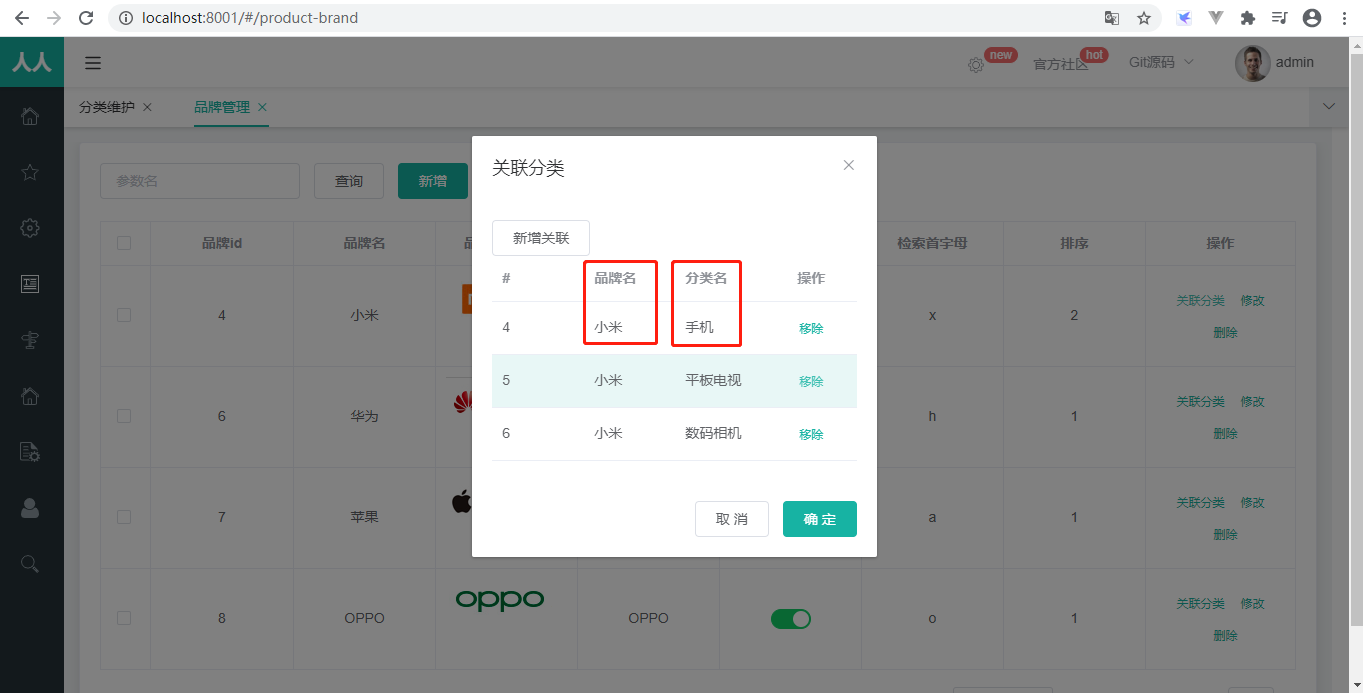 localhost:8001/#/product-brand
人人
new
官方社区
hot
Git源码
admin
分类维护 ×
品牌管理 ×
参数名
查询
新增
品牌id 品牌名 检索首字母 排序 操作
4 小米 x 2 关联分类 修改
删除
6 华为 h 1 关联分类 修改
删除
7 苹果 a 1 关联分类 修改
删除
8 OPPO oppo OPPO o 1 关联分类 修改
删除
关联分类
新增关联
# 品牌名 分类名 操作
4 小米 手机 移除
5 小米 平板电视 移除
6 小米 数码相机 移除
取 消
确 定